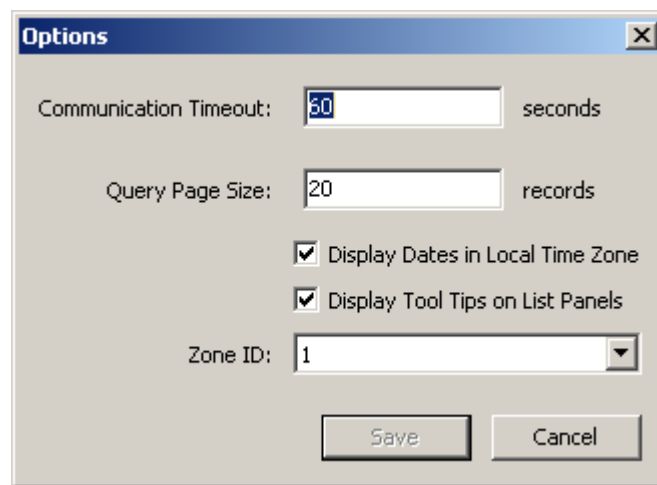 Options
Communication Timeout: 60 seconds
Query Page Size: 20 records
Display Dates in Local Time Zone
Display Tool Tips on List Panels
Zone ID: 1
Save Cancel